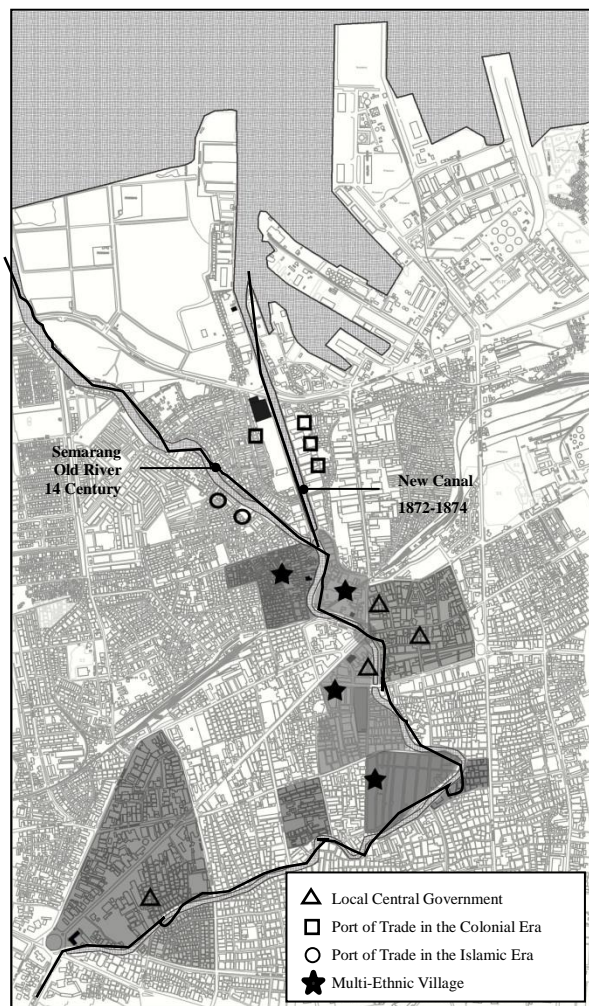 Semarang
Old River
14 Century
New Canal
1872-1874
Local Central Government
Port of Trade in the Colonial Era
Port of Trade in the Islamic Era
Multi-Ethnic Village